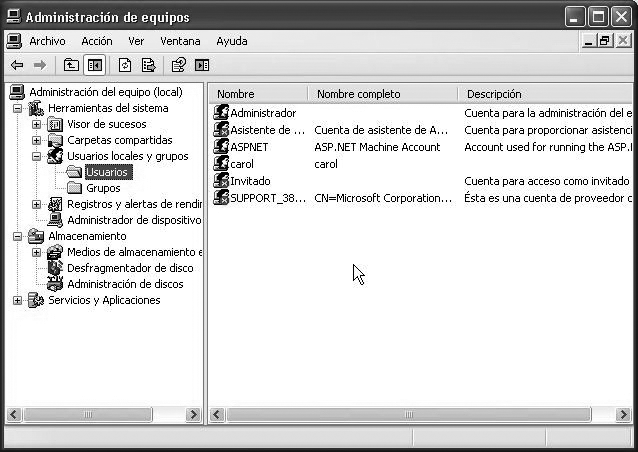 Administración de equipos
Archivo Acción Ver Ventana Ayuda
Administración del equipo (local)
Herramientas del sistema
Visor de sucesos
Carpetas compartidas
Usuarios locales y grupos
Usuarios
Grupos
Registros y alertas de rendir
Administrador de dispositivo
Almacenamiento
Medios de almacenamiento e
Desfragmentador de disco
Administración de discos
Servicios y Aplicaciones
Nombre Nombre completo Descripción
Administrador Cuenta para la administración del e
Asistente de ... Cuenta de asistente de A... Cuenta para proporcionar asistenci
ASPNET ASP.NET Machine Account Account used for running the ASP.I
carol carol
Invitado Cuenta para acceso como invitado
SUPPORT_38... CN=Microsoft Corporation... Ésta es una cuenta de proveedor c